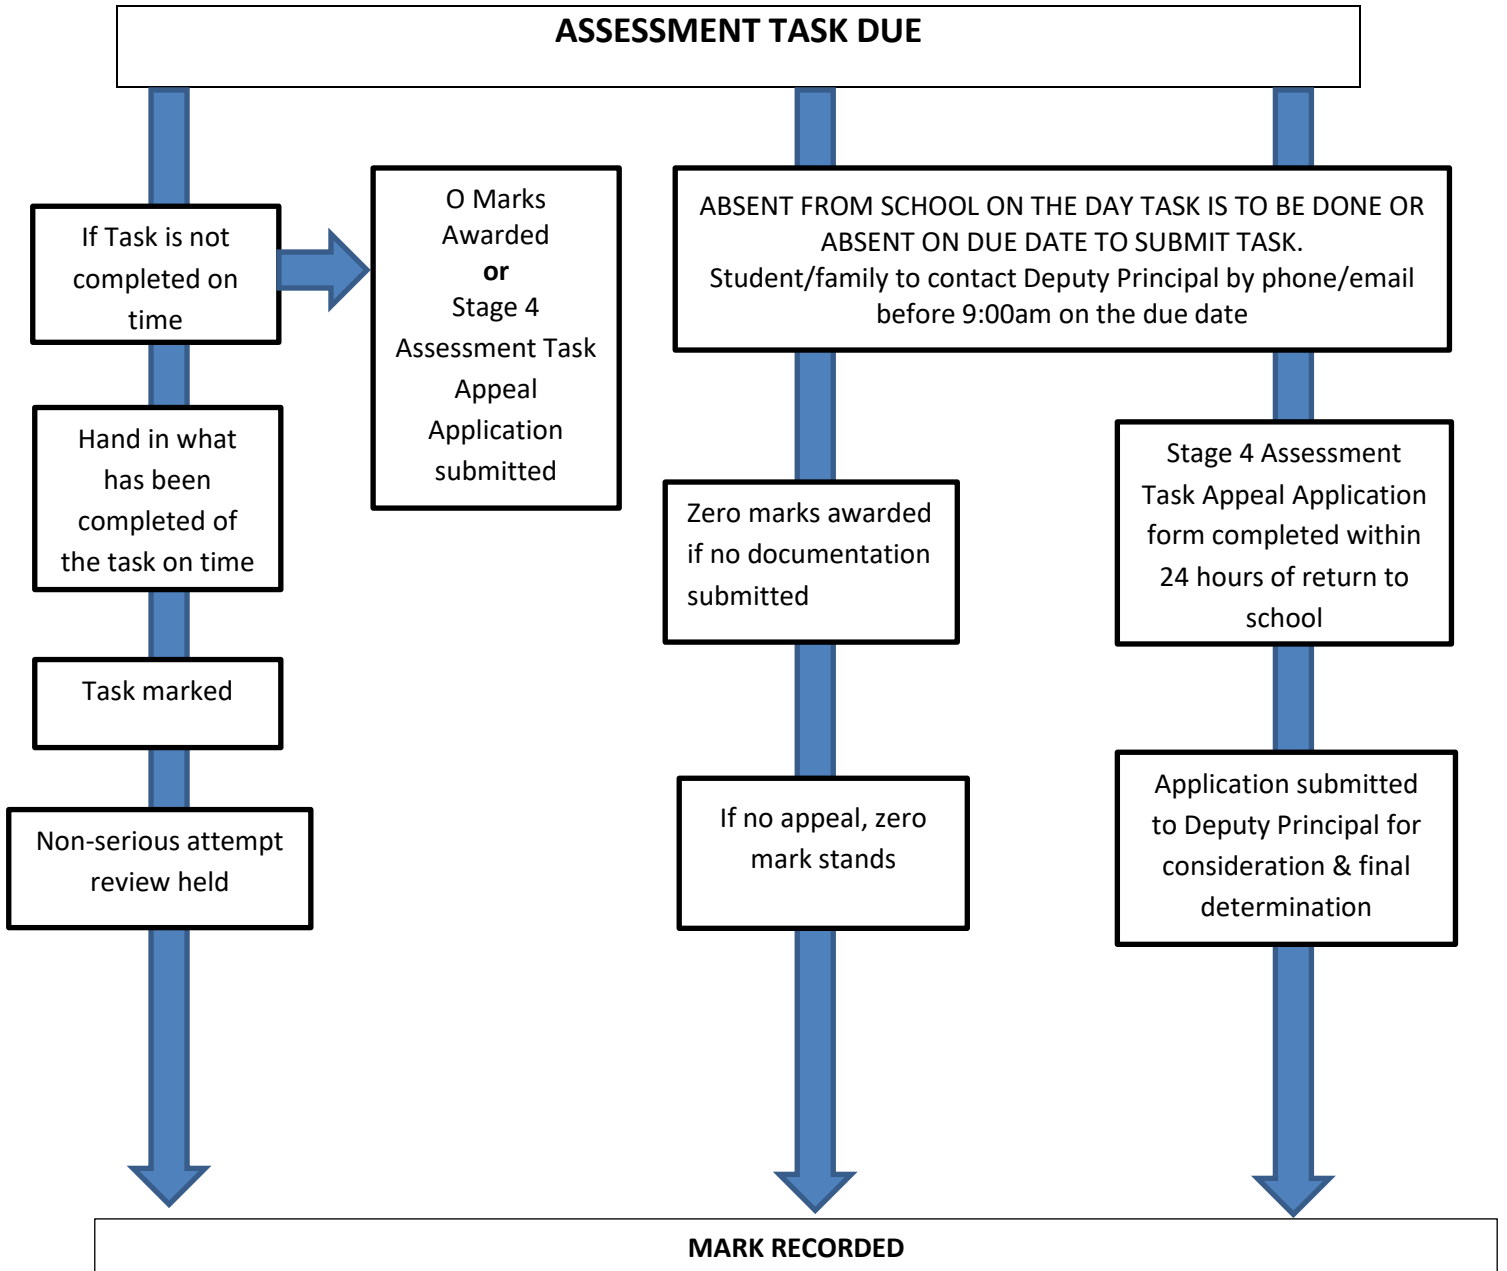 ASSESSMENT TASK DUE
If Task is not
completed on
time
O Marks
Awarded
or
Stage 4
Assessment Task
Appeal
Application
submitted
ABSENT FROM SCHOOL ON THE DAY TASK IS TO BE DONE OR
ABSENT ON DUE DATE TO SUBMIT TASK.
Student/family to contact Deputy Principal by phone/email
before 9:00am on the due date
Hand in what
has been
completed of
the task on time
Zero marks awarded
if no documentation
submitted
Stage 4 Assessment
Task Appeal Application
form completed within
24 hours of return to
school
Task marked
Non-serious attempt
review held
If no appeal, zero
mark stands
Application submitted
to Deputy Principal for
consideration & final
determination
MARK RECORDED